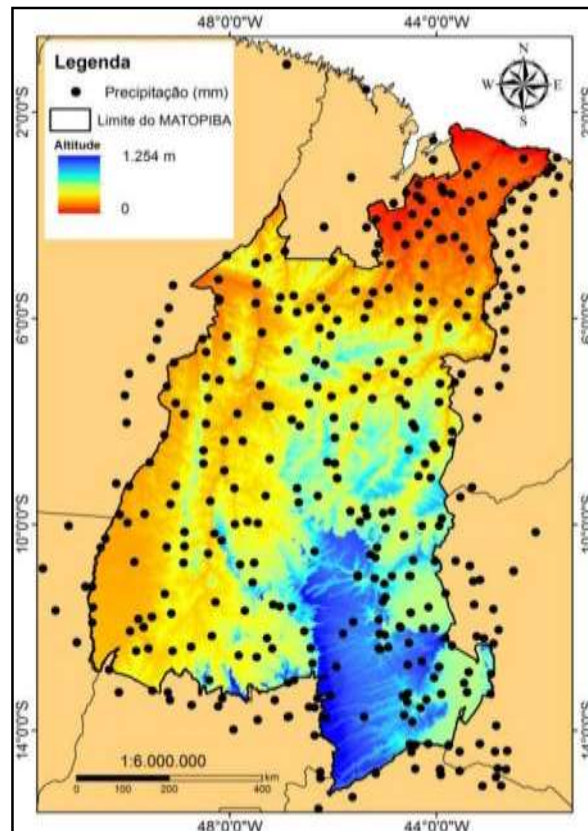 48°0'0"W 44°0'0"W
Legenda
Precipitação (mm)
Limite do MATOPIBA
Altitude
1.254 m
0
N
W E
S
2°0'0"S 2°0'0"S
6°0'0"S 6°0'0"S
10°0'0"S 10°0'0"S
14°0'0"S 14°0'0"S
1:6.000.000
km
0 100 200 400
48°0'0"W 44°0'0"W